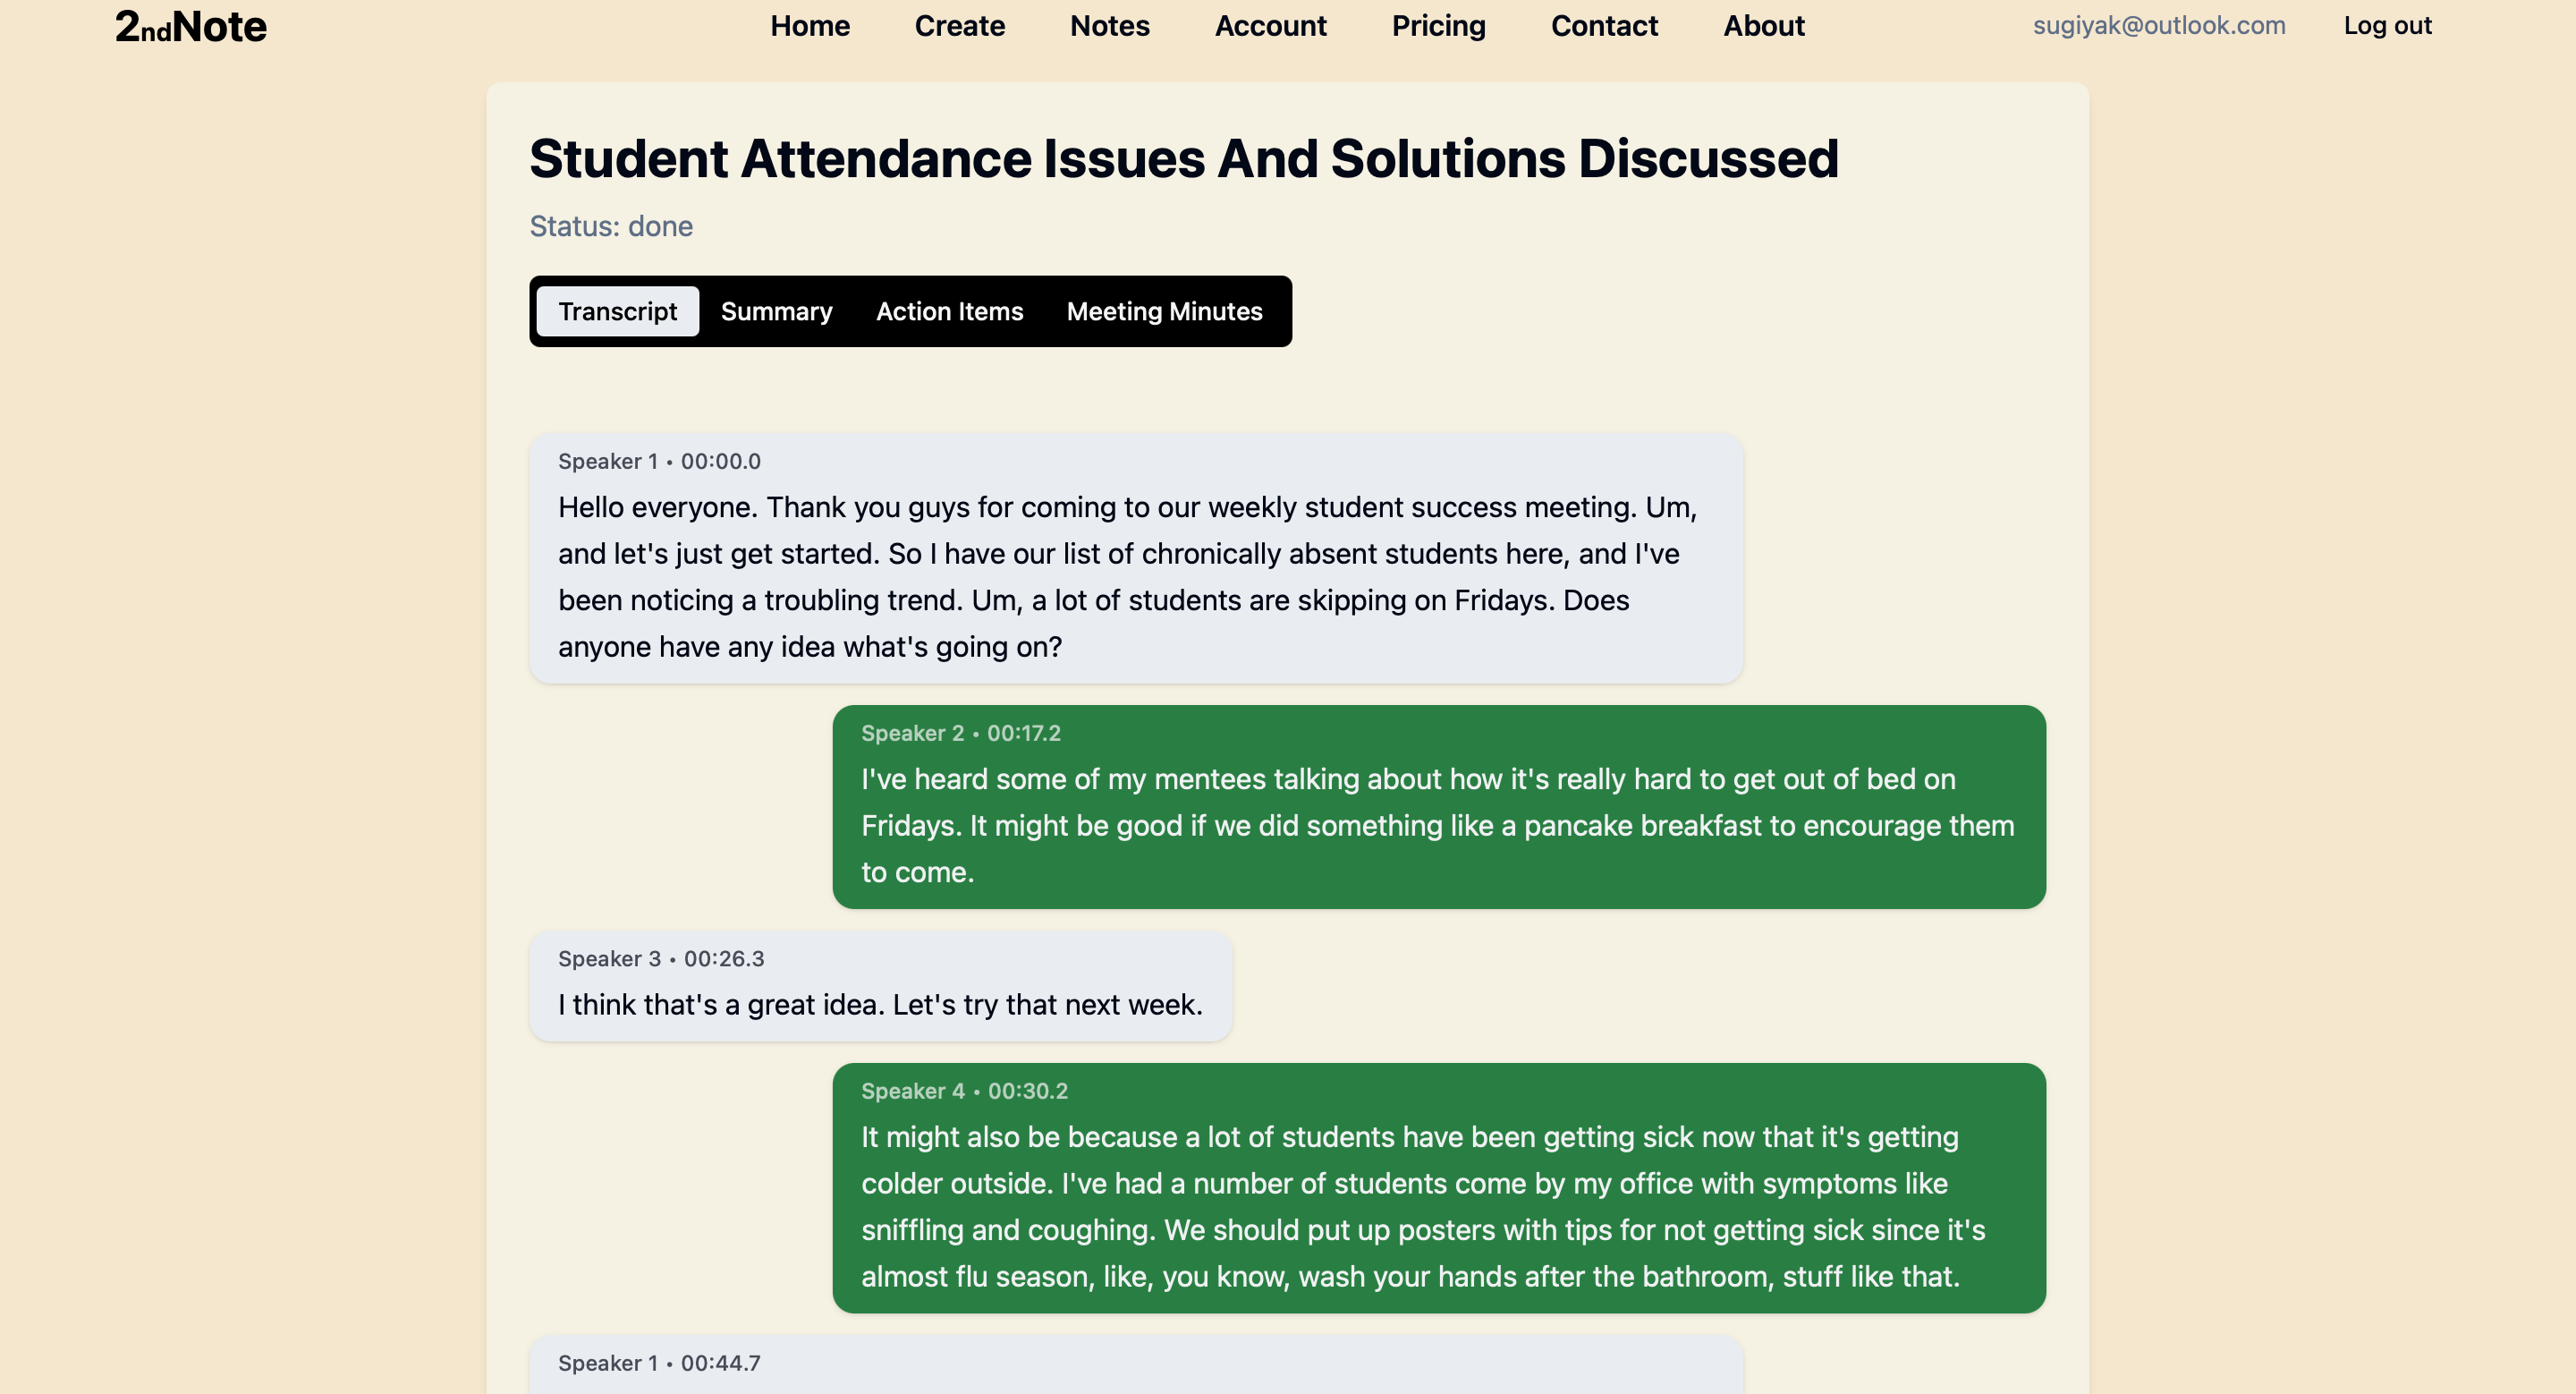 2ndNote
Home Create Notes Account Pricing Contact About
sugiyak@outlook.com Log out
Student Attendance Issues And Solutions Discussed
Status: done
Transcript Summary Action Items Meeting Minutes
Speaker 1 • 00:00.0
Hello everyone. Thank you guys for coming to our weekly student success meeting. Um,
and let's just get started. So I have our list of chronically absent students here, and I've
been noticing a troubling trend. Um, a lot of students are skipping on Fridays. Does
anyone have any idea what's going on?
Speaker 2 • 00:17.2
I've heard some of my mentees talking about how it's really hard to get out of bed on
Fridays. It might be good if we did something like a pancake breakfast to encourage them
to come.
Speaker 3 • 00:26.3
I think that's a great idea. Let's try that next week.
Speaker 4 • 00:30.2
It might also be because a lot of students have been getting sick now that it's getting
colder outside. I've had a number of students come by my office with symptoms like
sniffling and coughing. We should put up posters with tips for not getting sick since it's
almost flu season, like, you know, wash your hands after the bathroom, stuff like that.
Speaker 1 • 00:44.7